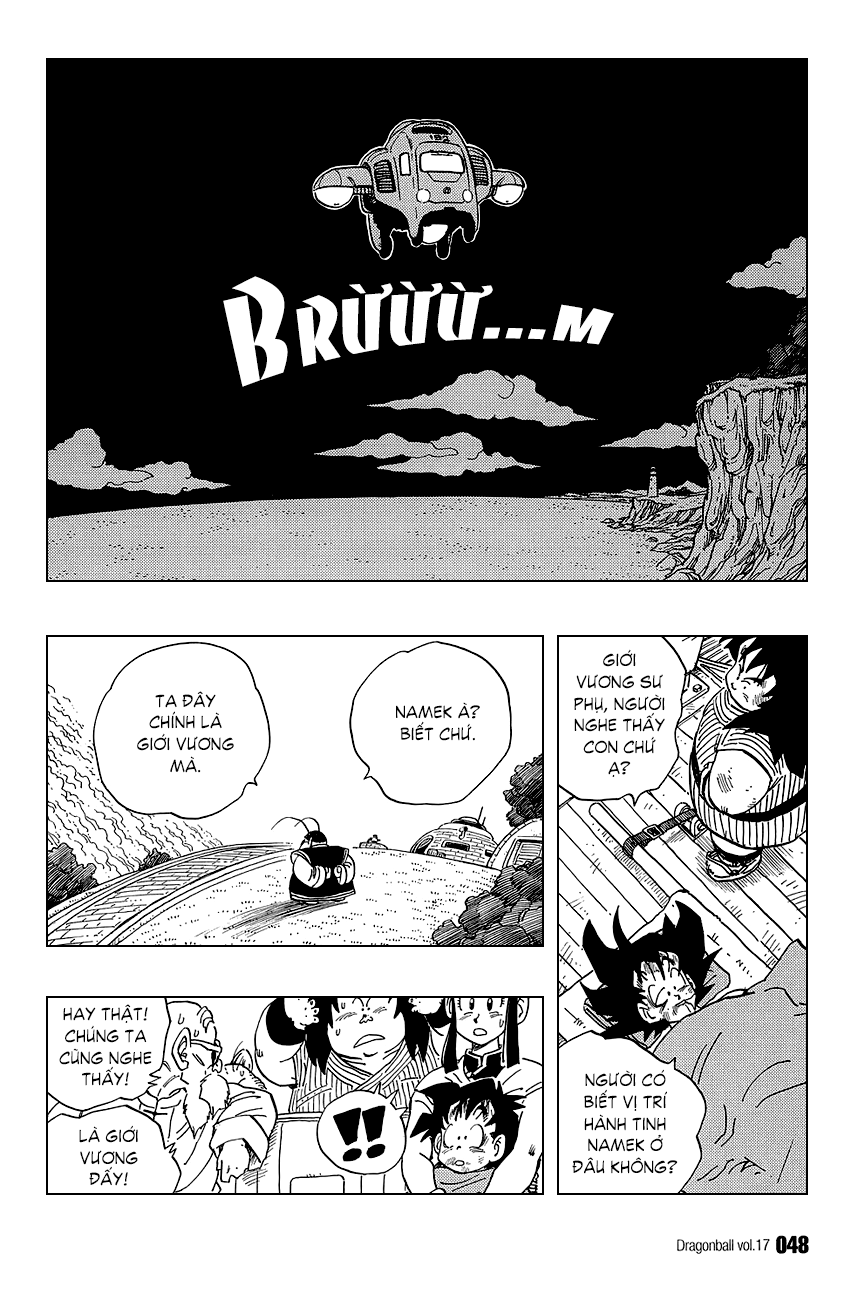 BRỪỪỪ...M
GIỚI
VƯƠNG SƯ
PHỤ, NGƯỜI
NGHE THẤY
CON CHỨ
Ạ?
NGƯỜI CÓ
BIẾT VỊ TRÍ
HÀNH TINH
NAMEK Ở
ĐÂU KHÔNG?
NAMEK À?
BIẾT CHỨ.
TA ĐÂY
CHÍNH LÀ
GIỚI VƯƠNG
MÀ.
!!
HAY THẬT!
CHÚNG TA
CŨNG NGHE
THẤY!
LÀ GIỚI
VƯƠNG
ĐẤY!
Dragonball vol.17 048